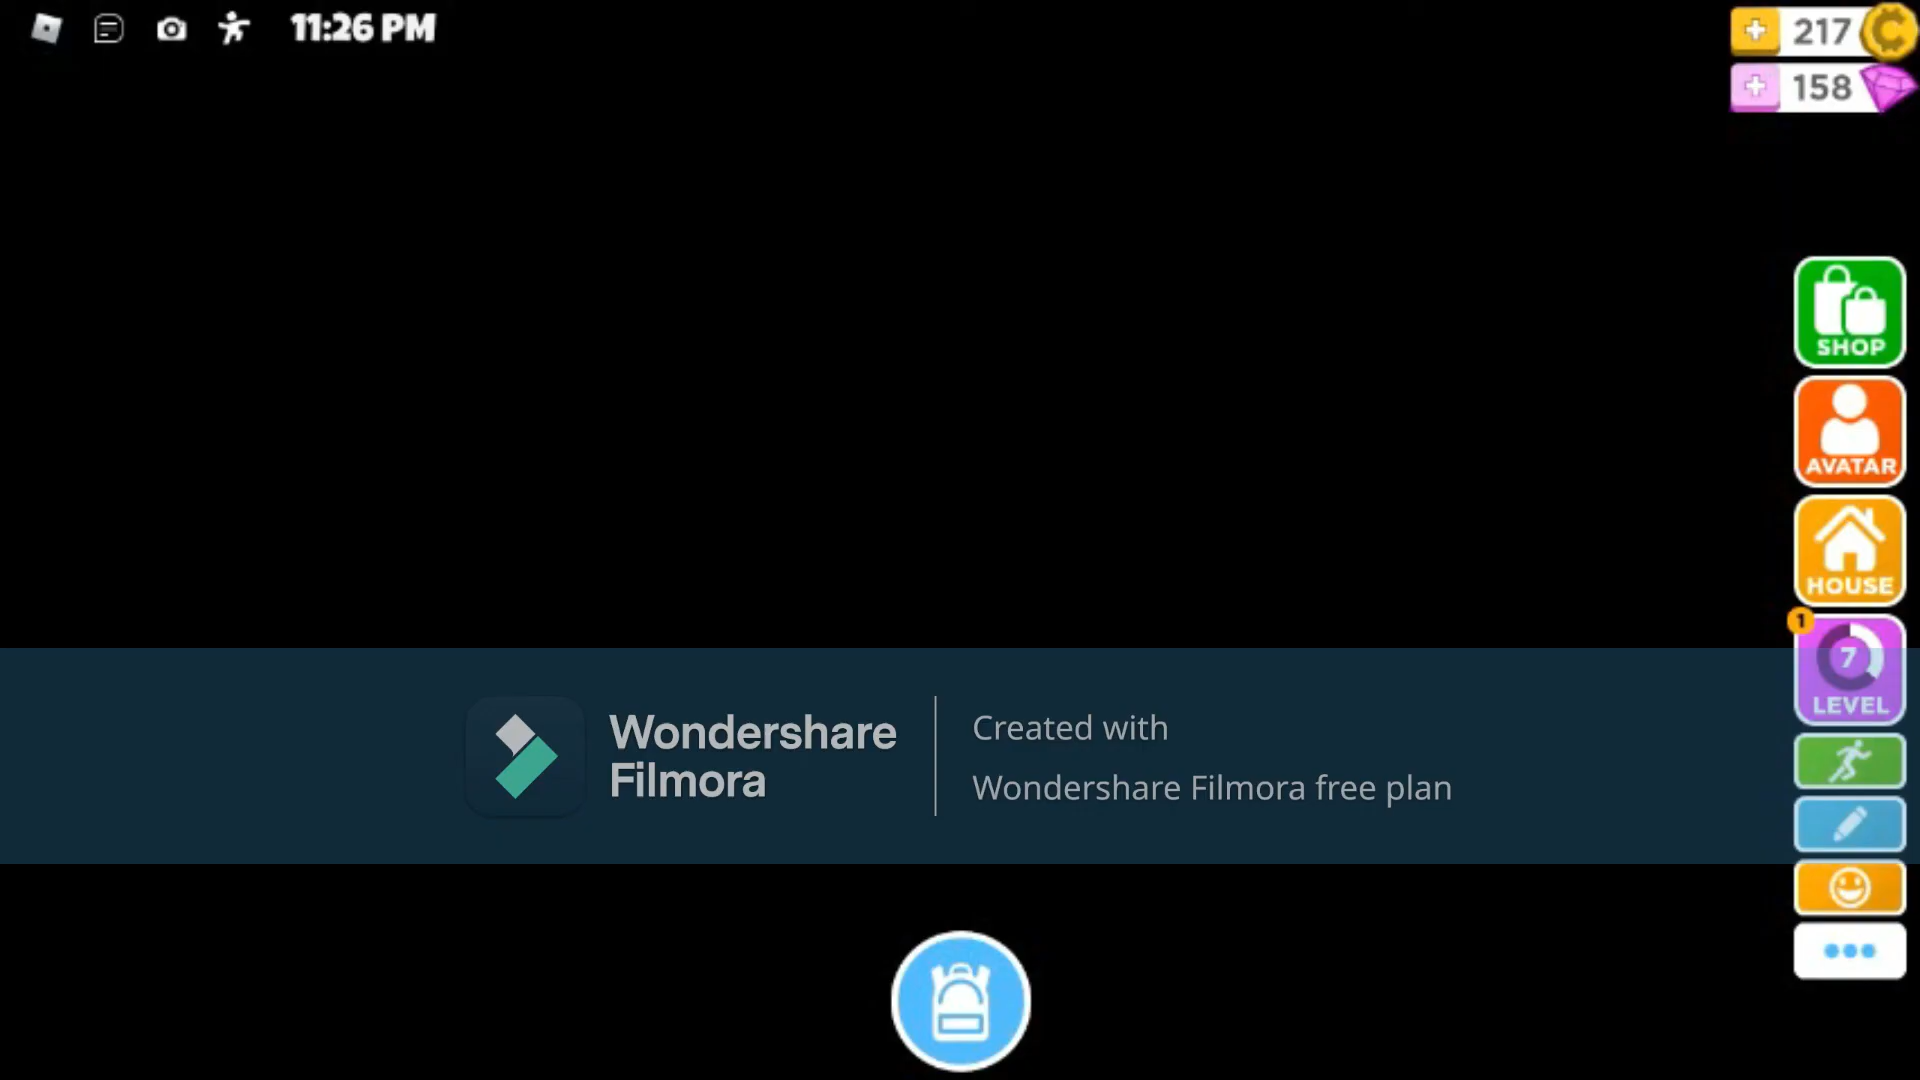 11:26 PM
217
158
SHOP
AVATAR
HOUSE
1
7
LEVEL
Wondershare
Filmora
Created with
Wondershare Filmora free plan